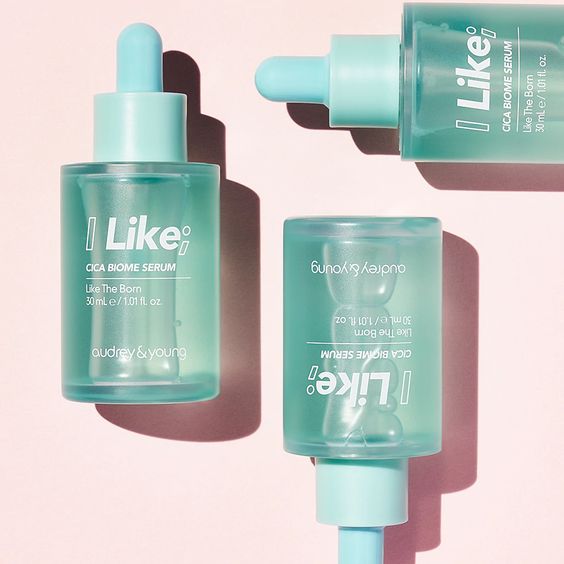 | Like;
CICA BIOME SERUM
Like The Born
30 mL e / 1.01 fl. oz.
audrey&young
| Like;
CICA BIOME SERUM
Like The Born
30 mL e / 1.01 fl. oz.
| Like;
CICA BIOME SERUM
Like The Born
30 mL e / 1.01 fl. oz
audrey&young